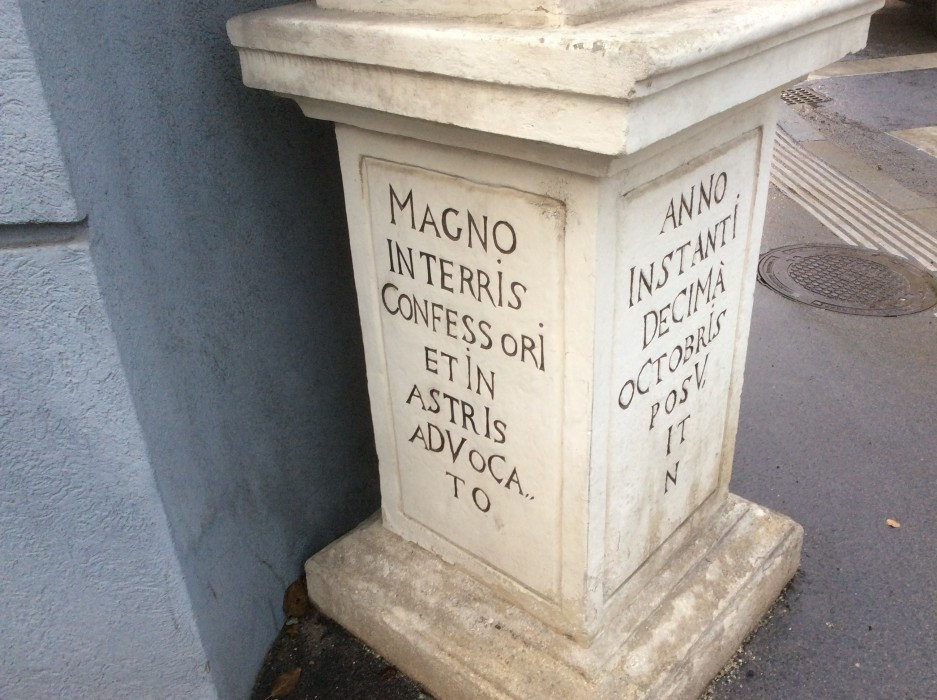 MAGNO
IN TERRIS
CONFESSORI
ET IN
ASTRIS
ADVOCA„
TO
ANNO
INSTANTI
DECIMÀ
OCTOBRIS
POSV,
IT
N